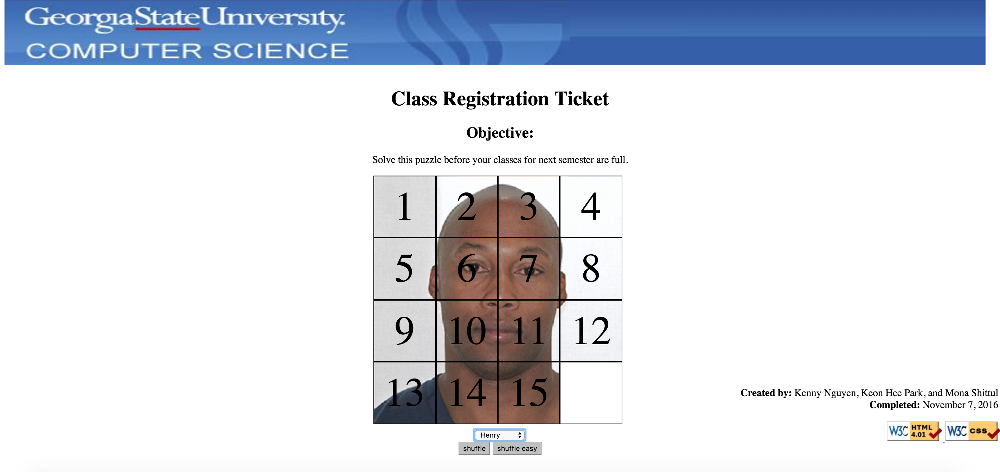 GeorgiaStateUniversity.
COMPUTER SCIENCE
Class Registration Ticket
Objective:
Solve this puzzle before your classes for next semester are full.
1 2 3 4
5 6 7 8
9 10 11 12
13 14 15
Created by: Kenny Nguyen, Keon Hee Park, and Mona Shittul
Completed: November 7, 2016
W3C HTML 4.01 W3C css
Henry
shuffle shuffle easy